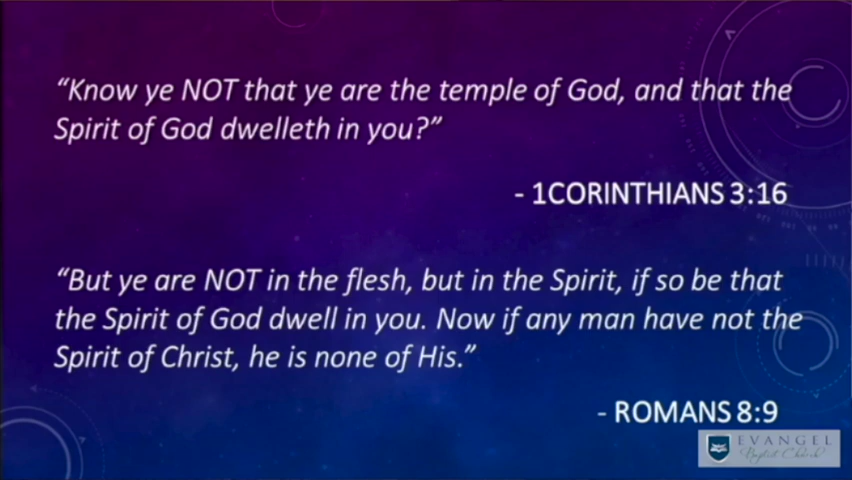 “Know ye NOT that ye are the temple of God, and that the
Spirit of God dwelleth in you?”
- 1CORINTHIANS 3:16
“But ye are NOT in the flesh, but in the Spirit, if so be that
the Spirit of God dwell in you. Now if any man have not the
Spirit of Christ, he is none of His.”
- ROMANS 8:9
EVANGEL
Baptist Church